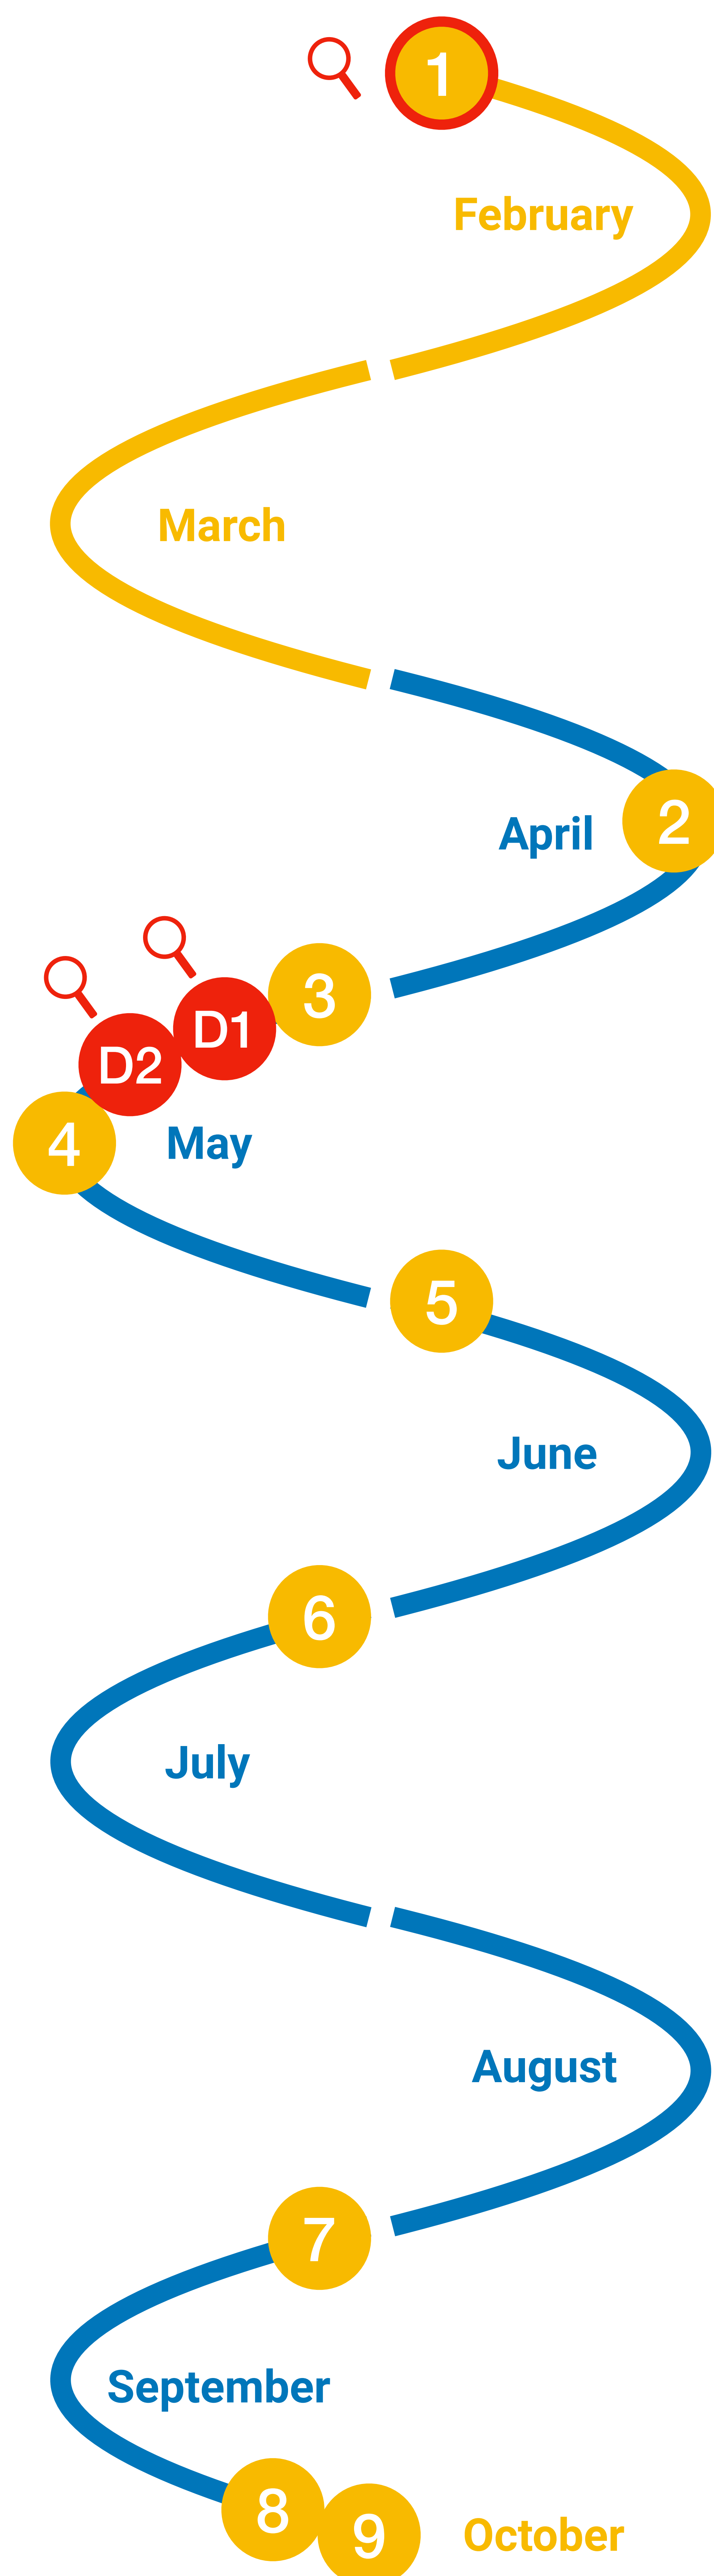 1
February
March
2
April
3
D1
D2
4
May
5
June
6
July
August
7
September
8
9
October